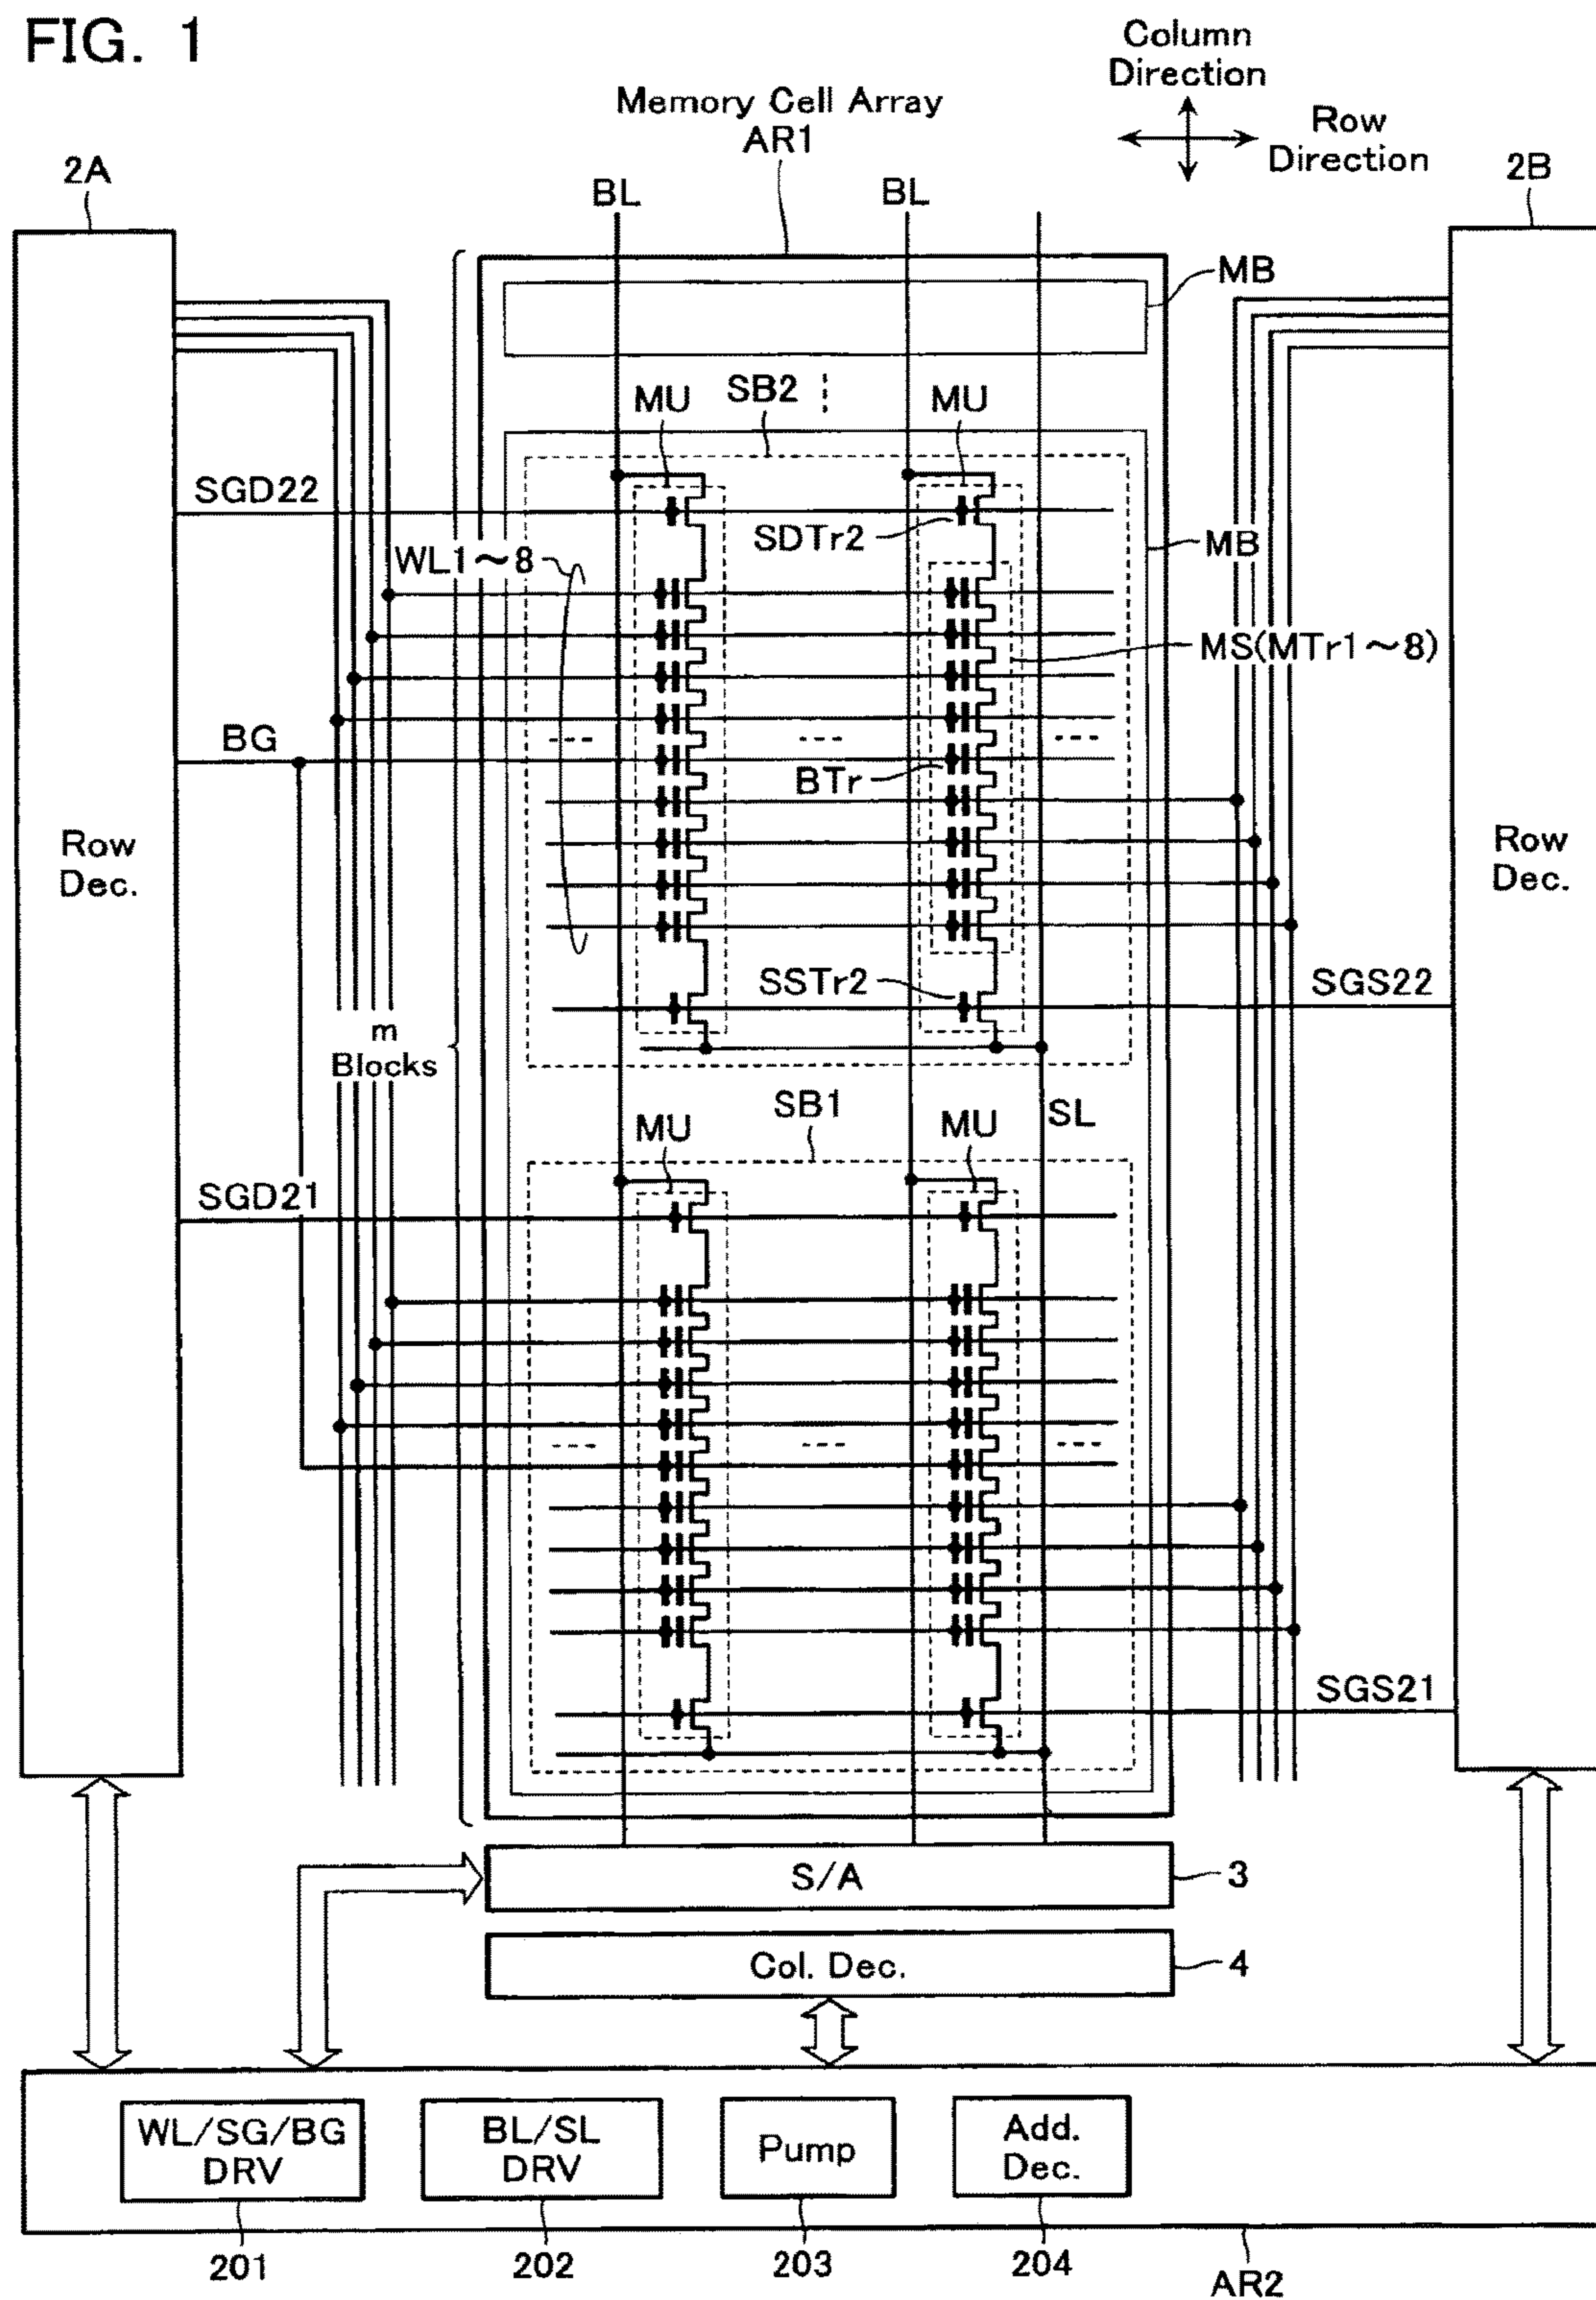 FIG. 1
Column
Direction
Row
Direction
Memory Cell Array
AR1
2A
2B
BL
BL
MB
MU
SB2
MU
SGD22
SDTr2
WL1～8
MB
MS(MTr1～8)
BG
BTr
Row
Dec.
Row
Dec.
SSTr2
SGS22
m
Blocks
SB1
SL
MU
MU
SGD21
SGS21
S/A
3
Col. Dec.
4
WL/SG/BG
DRV
BL/SL
DRV
Pump
Add.
Dec.
201
202
203
204
AR2